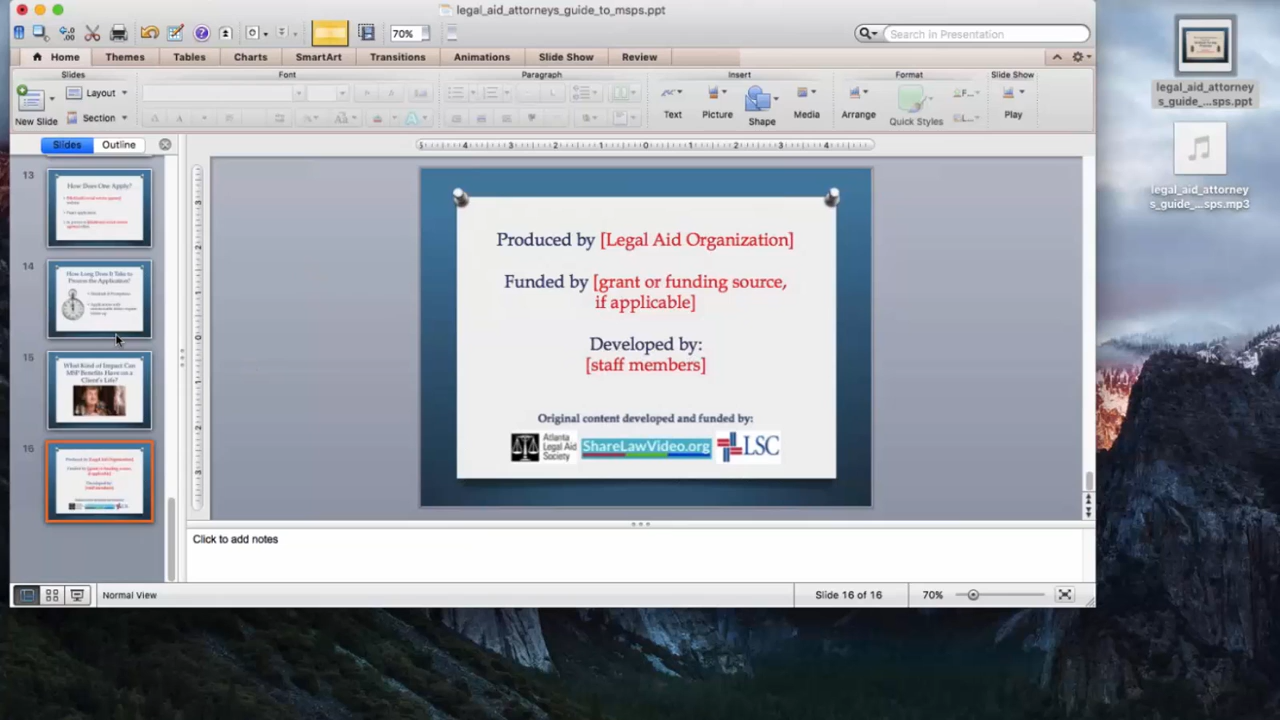 legal_aid_attorneys_guide_to_msps.ppt
70%
Search in Presentation
Home
Themes
Tables
Charts
SmartArt
Transitions
Animations
Slide Show
Review
Slides
Font
Paragraph
Insert
Format
Slide Show
New Slide
Layout
Section
Text
Picture
Shape
Media
Arrange
Quick Styles
Play
Slides
Outline
13
How Does One Apply?
14
How Long Does It Take to
Process the Application?
15
What Kind of Impact Can
MSP Benefits Have on a
Client's Life?
16
Produced by [Legal Aid Organization]
Funded by [grant or funding source,
if applicable]
Developed by:
[staff members]
Original content developed and funded by:
Atlanta
Legal Aid
Society
ShareLawVideo.org
LSC
Click to add notes
Normal View
Slide 16 of 16
70%
legal_aid_attorney
s_guide_...sps.ppt
legal_aid_attorney
s_guide_...sps.mp3